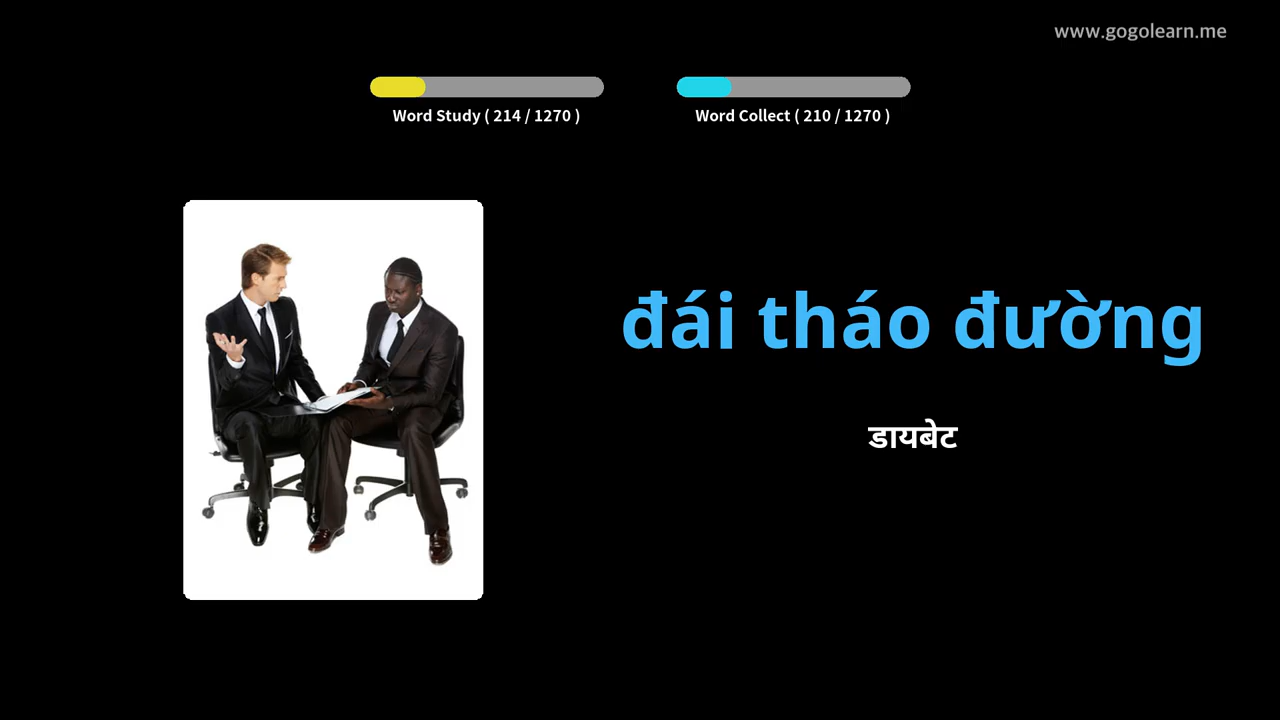 www.gogolearn.me
Word Study ( 214 / 1270 )
Word Collect ( 210 / 1270 )
đái tháo đường
डायबेट